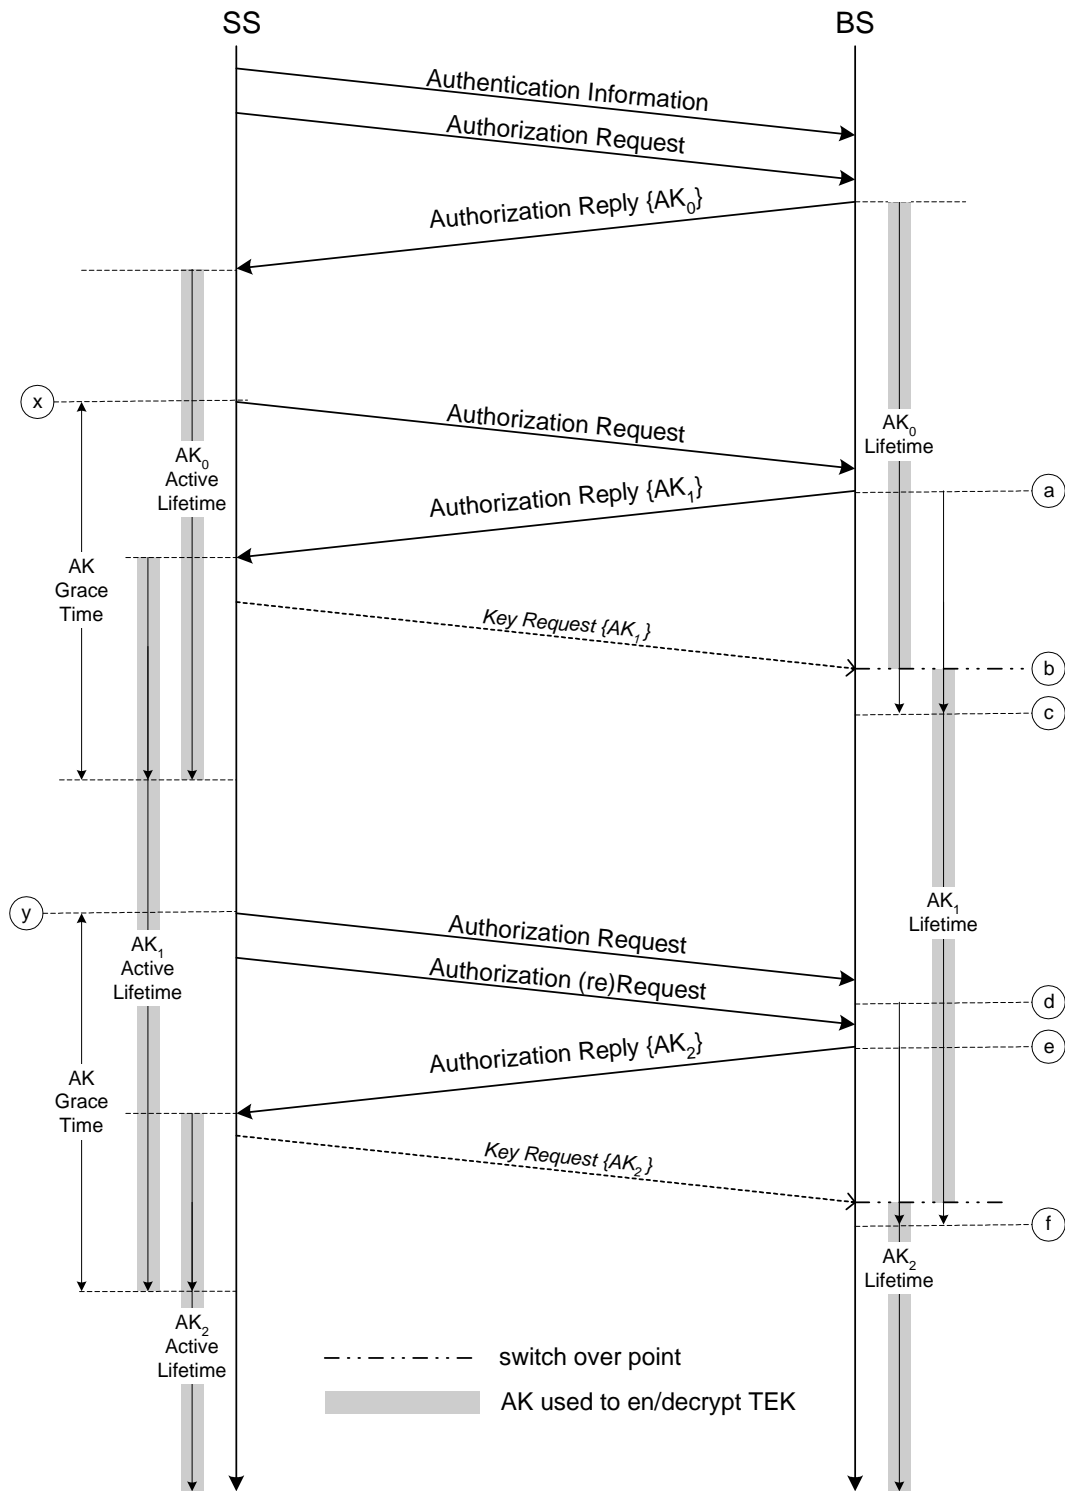 SS
BS
Authentication Information
Authorization Request
Authorization Reply {AK0}
x
Authorization Request
AK0
Lifetime
AK0
Active
Lifetime
Authorization Reply {AK1}
a
AK
Grace
Time
Key Request {AK1}
b
c
y
Authorization Request
AK1
Lifetime
AK1
Active
Lifetime
Authorization (re)Request
d
Authorization Reply {AK2}
e
AK
Grace
Time
Key Request {AK2}
f
AK2
Lifetime
AK2
Active
Lifetime
switch over point
AK used to en/decrypt TEK